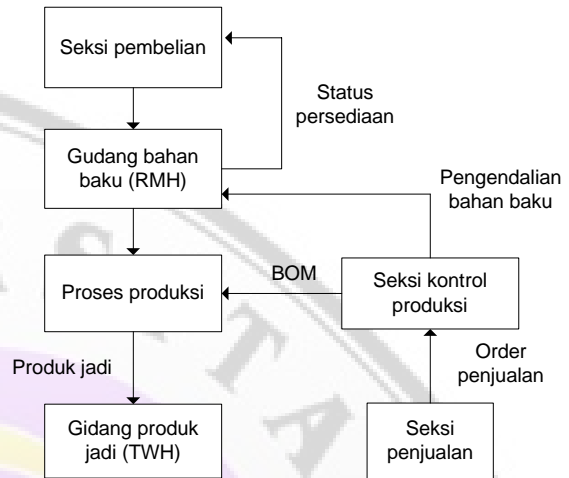 Seksi pembelian
Status
persediaan
Gudang bahan
baku (RMH)
Pengendalian
bahan baku
Proses produksi
BOM
Seksi kontrol
produksi
Produk jadi
Order
penjualan
Gidang produk
jadi (TWH)
Seksi
penjualan
S
I
T
A